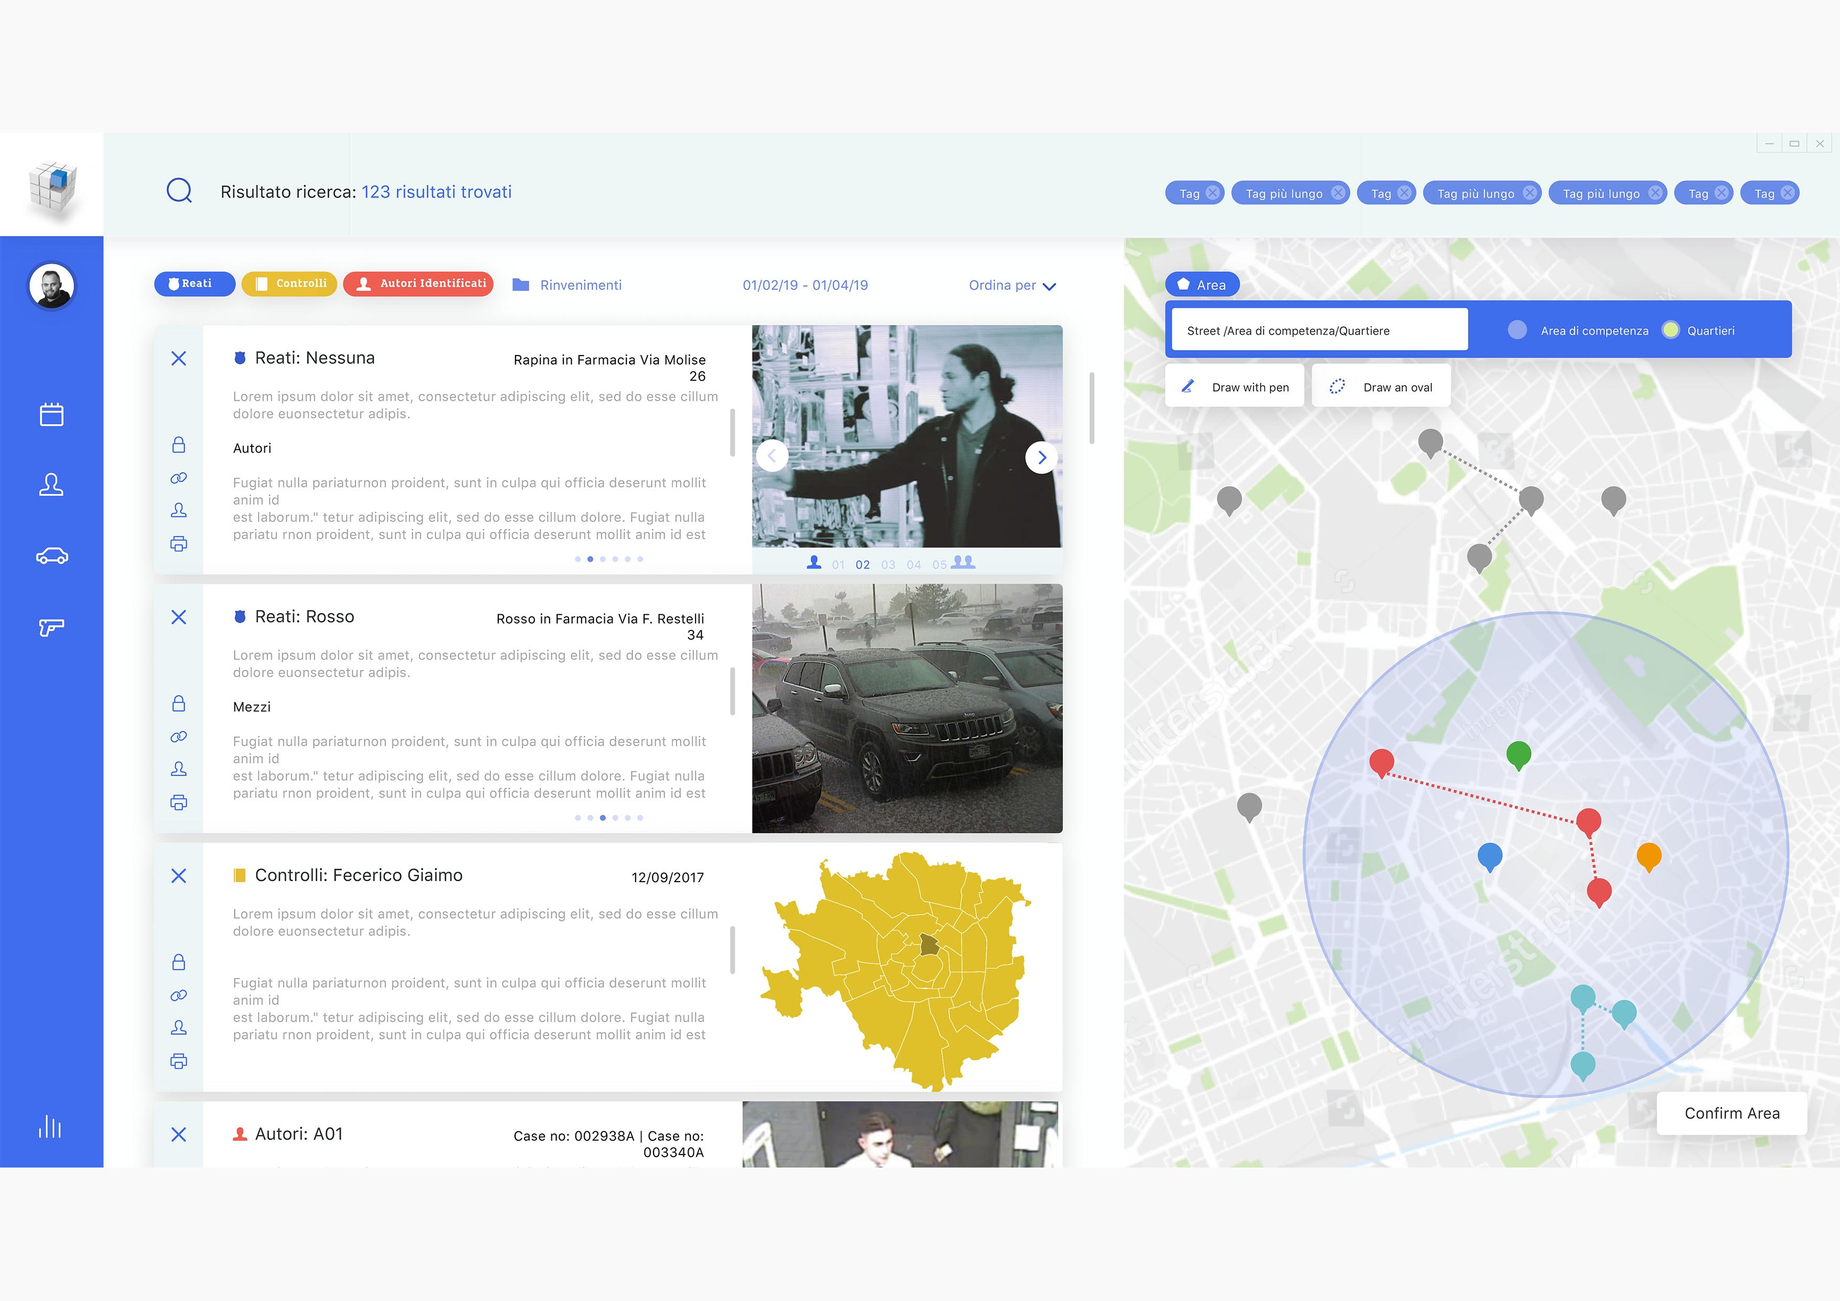 Risultato ricerca: 123 risultati trovati
Tag
Tag più lungo
Tag
Tag più lungo
Tag più lungo
Tag
Tag
Reati
Controlli
Autori Identificati
Rinvenimenti
01/02/19 - 01/04/19
Ordina per
Reati: Nessuna
Rapina in Farmacia Via Molise
26
Lorem ipsum dolor sit amet, consectetur adipiscing elit, sed do esse cillum
dolore euonsectetur adipis.
Autori
Fugiat nulla pariaturnon proident, sunt in culpa qui officia deserunt mollit
anim id
est laborum." tetur adipiscing elit, sed do esse cillum dolore. Fugiat nulla
pariatu rnon proident, sunt in culpa qui officia deserunt mollit anim id est
01 02 03 04 05
Reati: Rosso
Rosso in Farmacia Via F. Restelli
34
Lorem ipsum dolor sit amet, consectetur adipiscing elit, sed do esse cillum
dolore euonsectetur adipis.
Mezzi
Fugiat nulla pariaturnon proident, sunt in culpa qui officia deserunt mollit
anim id
est laborum." tetur adipiscing elit, sed do esse cillum dolore. Fugiat nulla
pariatu rnon proident, sunt in culpa qui officia deserunt mollit anim id est
Controlli: Fecerico Giaimo
12/09/2017
Lorem ipsum dolor sit amet, consectetur adipiscing elit, sed do esse cillum
dolore euonsectetur adipis.
Fugiat nulla pariaturnon proident, sunt in culpa qui officia deserunt mollit
anim id
est laborum." tetur adipiscing elit, sed do esse cillum dolore. Fugiat nulla
pariatu rnon proident, sunt in culpa qui officia deserunt mollit anim id est
Autori: A01
Case no: 002938A | Case no:
003340A
Area
Street /Area di competenza/Quartiere
Area di competenza
Quartieri
Draw with pen
Draw an oval
shutterstock
shutterstock
Confirm Area